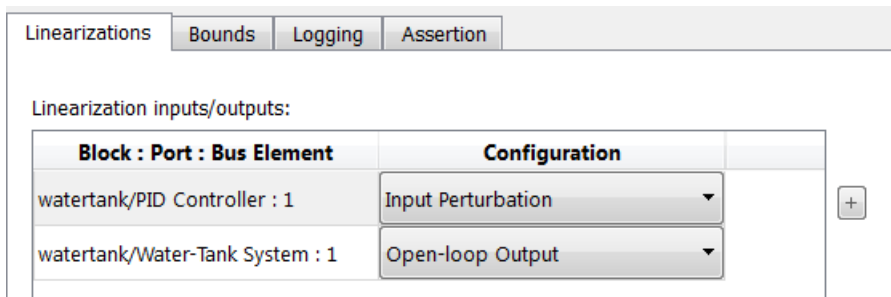 Linearizations Bounds Logging Assertion
Linearization inputs/outputs:
Block : Port : Bus Element Configuration
watertank/PID Controller : 1 Input Perturbation +
watertank/Water-Tank System : 1 Open-loop Output